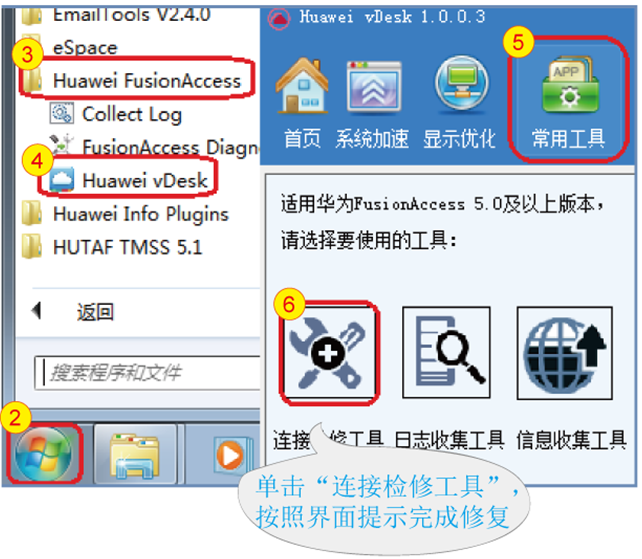 EmailTools V2.4.0
eSpace
3
Huawei FusionAccess
Collect Log
FusionAccess Diagn
4
Huawei vDesk
Huawei Info Plugins
HUTAF TMSS 5.1
返回
搜索程序和文件
2
Huawei vDesk 1.0.0.3
5
APP
首页 系统加速 显示优化 常用工具
适用华为FusionAccess 5.0及以上版本，
请选择要使用的工具：
6
连接 修工具 日志收集工具 信息收集工具
单击“连接检修工具”，
按照界面提示完成修复